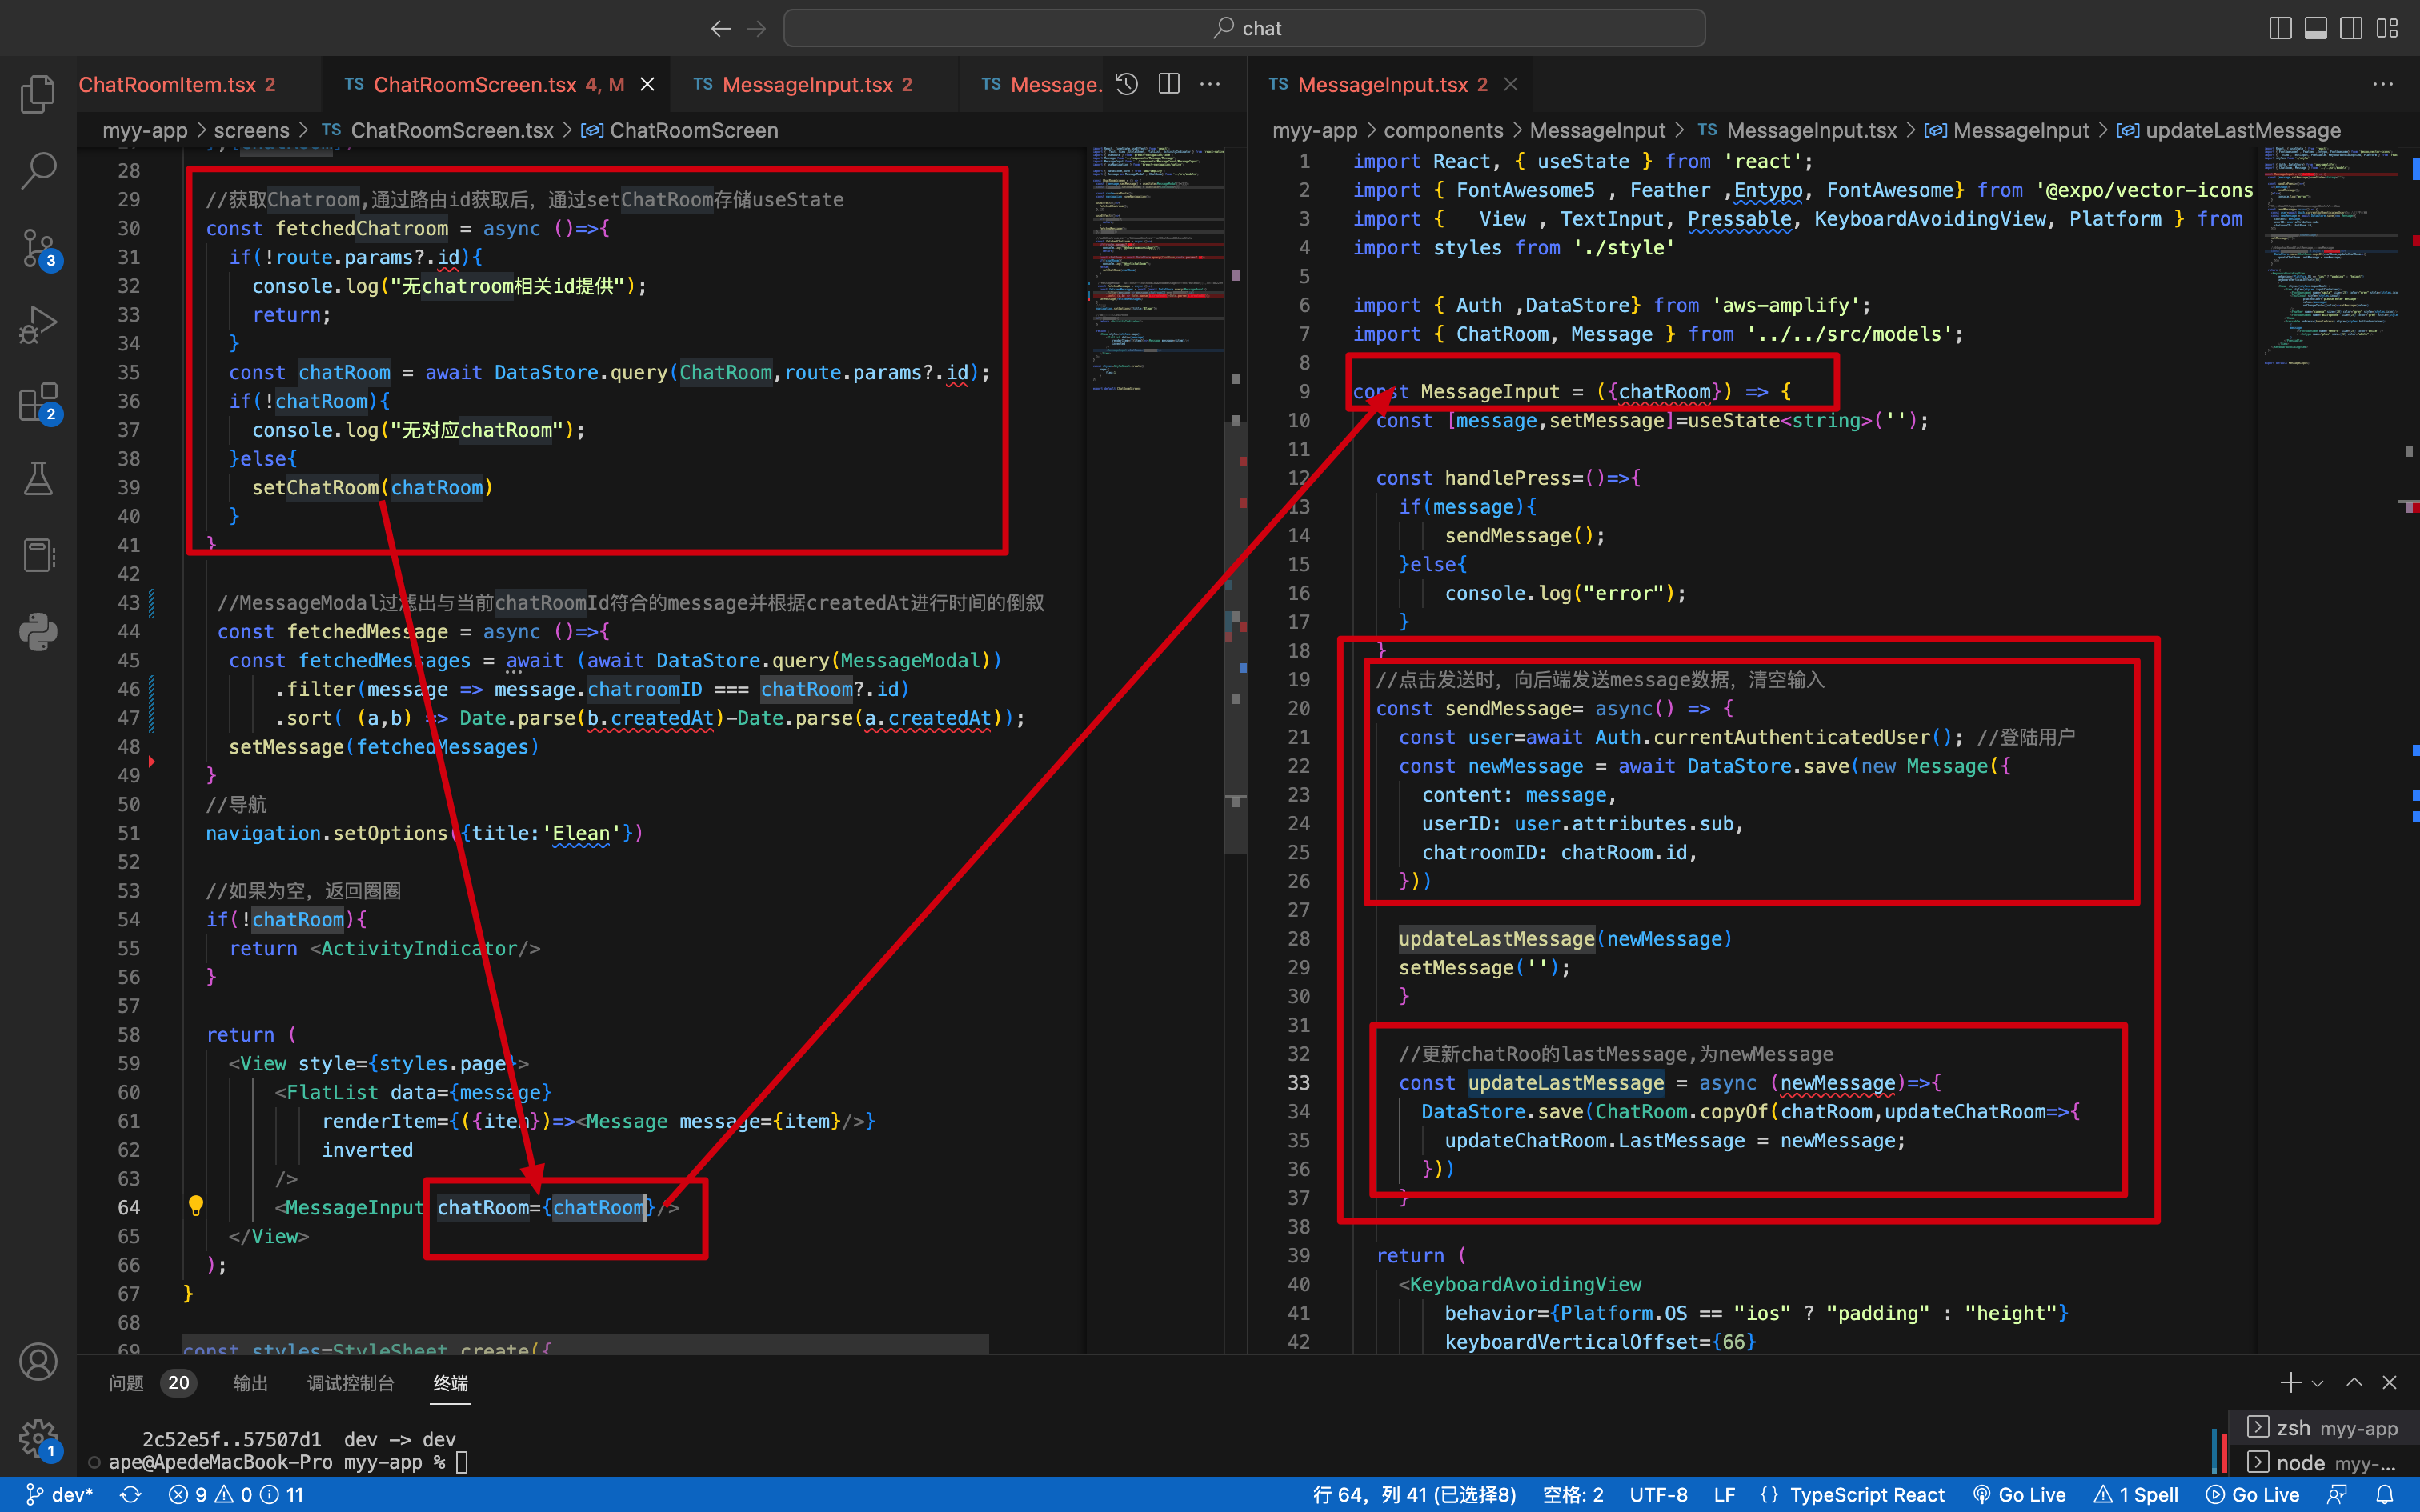 chat
ChatRoomItem.tsx 2
TS ChatRoomScreen.tsx 4, M
TS MessageInput.tsx 2
TS Message.
TS MessageInput.tsx 2
myy-app > screens > TS ChatRoomScreen.tsx > ChatRoomScreen
28
29 //获取Chatroom,通过路由id获取后，通过setChatRoom存储useState
30 const fetchedChatroom = async ()=>{
31 if(!route.params?.id){
32 console.log("无chatroom相关id提供");
33 return;
34 }
35 const chatRoom = await DataStore.query(ChatRoom,route.params?.id);
36 if(!chatRoom){
37 console.log("无对应chatRoom");
38 }else{
39 setChatRoom(chatRoom)
40 }
41 }
42
43 //MessageModal过滤出与当前chatRoomId符合的message并根据createdAt进行时间的倒叙
44 const fetchedMessage = async ()=>{
45 const fetchedMessages = await (await DataStore.query(MessageModal))
46 .filter(message => message.chatroomID === chatRoom?.id)
47 .sort( (a,b) => Date.parse(b.createdAt)-Date.parse(a.createdAt));
48 setMessage(fetchedMessages)
49 }
50 //导航
51 navigation.setOptions({title:'Elean'})
52
53 //如果为空，返回圈圈
54 if(!chatRoom){
55 return <ActivityIndicator/>
56 }
57
58 return (
59 <View style={styles.page}>
60 <FlatList data={message}
61 renderItem={({item})=><Message message={item}/>}
62 inverted
63 />
64 <MessageInput chatRoom={chatRoom}/>
65 </View>
66 );
67 }
68
69 const styles=StyleSheet.create({
myy-app > components > MessageInput > TS MessageInput.tsx > MessageInput > updateLastMessage
1 import React, { useState } from 'react';
2 import { FontAwesome5 , Feather ,Entypo, FontAwesome} from '@expo/vector-icons
3 import { View , TextInput, Pressable, KeyboardAvoidingView, Platform } from
4 import styles from './style'
5
6 import { Auth ,DataStore} from 'aws-amplify';
7 import { ChatRoom, Message } from '../../src/models';
8
9 const MessageInput = ({chatRoom}) => {
10 const [message,setMessage]=useState<string>('');
11
12 const handlePress=()=>{
13 if(message){
14 sendMessage();
15 }else{
16 console.log("error");
17 }
18 }
19 //点击发送时，向后端发送message数据，清空输入
20 const sendMessage= async() => {
21 const user=await Auth.currentAuthenticatedUser(); //登陆用户
22 const newMessage = await DataStore.save(new Message({
23 content: message,
24 userID: user.attributes.sub,
25 chatroomID: chatRoom.id,
26 }))
27
28 updateLastMessage(newMessage)
29 setMessage('');
30 }
31
32 //更新chatRoo的lastMessage,为newMessage
33 const updateLastMessage = async (newMessage)=>{
34 DataStore.save(ChatRoom.copyOf(chatRoom,updateChatRoom=>{
35 updateChatRoom.LastMessage = newMessage;
36 }))
37 }
38
39 return (
40 <KeyboardAvoidingView
41 behavior={Platform.OS == "ios" ? "padding" : "height"}
42 keyboardVerticalOffset={66}
3
2
1
问题 20 输出 调试控制台 终端
2c52e5f..57507d1 dev -> dev
ape@ApedeMacBook-Pro myy-app %
zsh myy-app
node myy-...
dev* 9 0 11
行 64，列 41 (已选择8) 空格: 2 UTF-8 LF {} TypeScript React Go Live 1 Spell Go Live